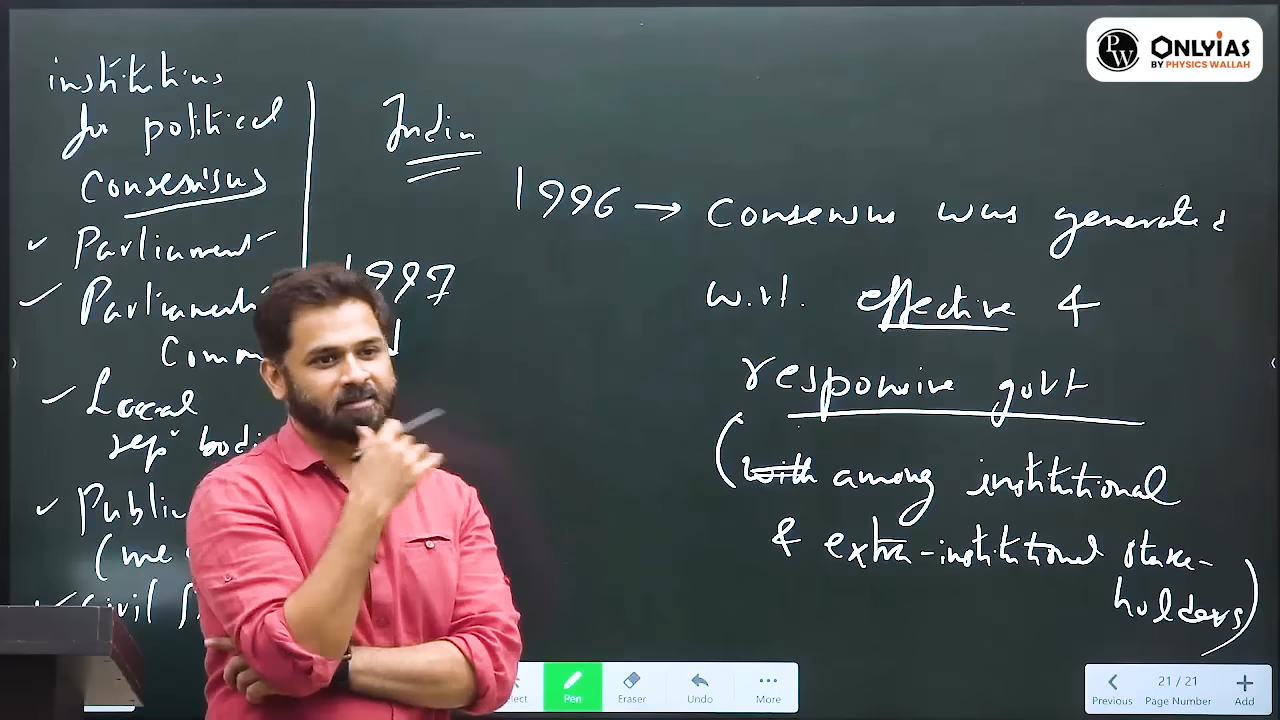 institutions
for political
Consensus
✓ Parliament
✓ Parliament
Comm
✓ Local
rep bodi
✓ Public
(me
✓ Civil S
India
1997
1996 → consensus was generated
w.r.t. effective &
responsive govt
(with among institutional
& extra-institutional stake-
holders)
PW ONLYIAS
BY PHYSICS WALLAH
Pen
Eraser
Undo
More
Previous
21 / 21
Page Number
Add